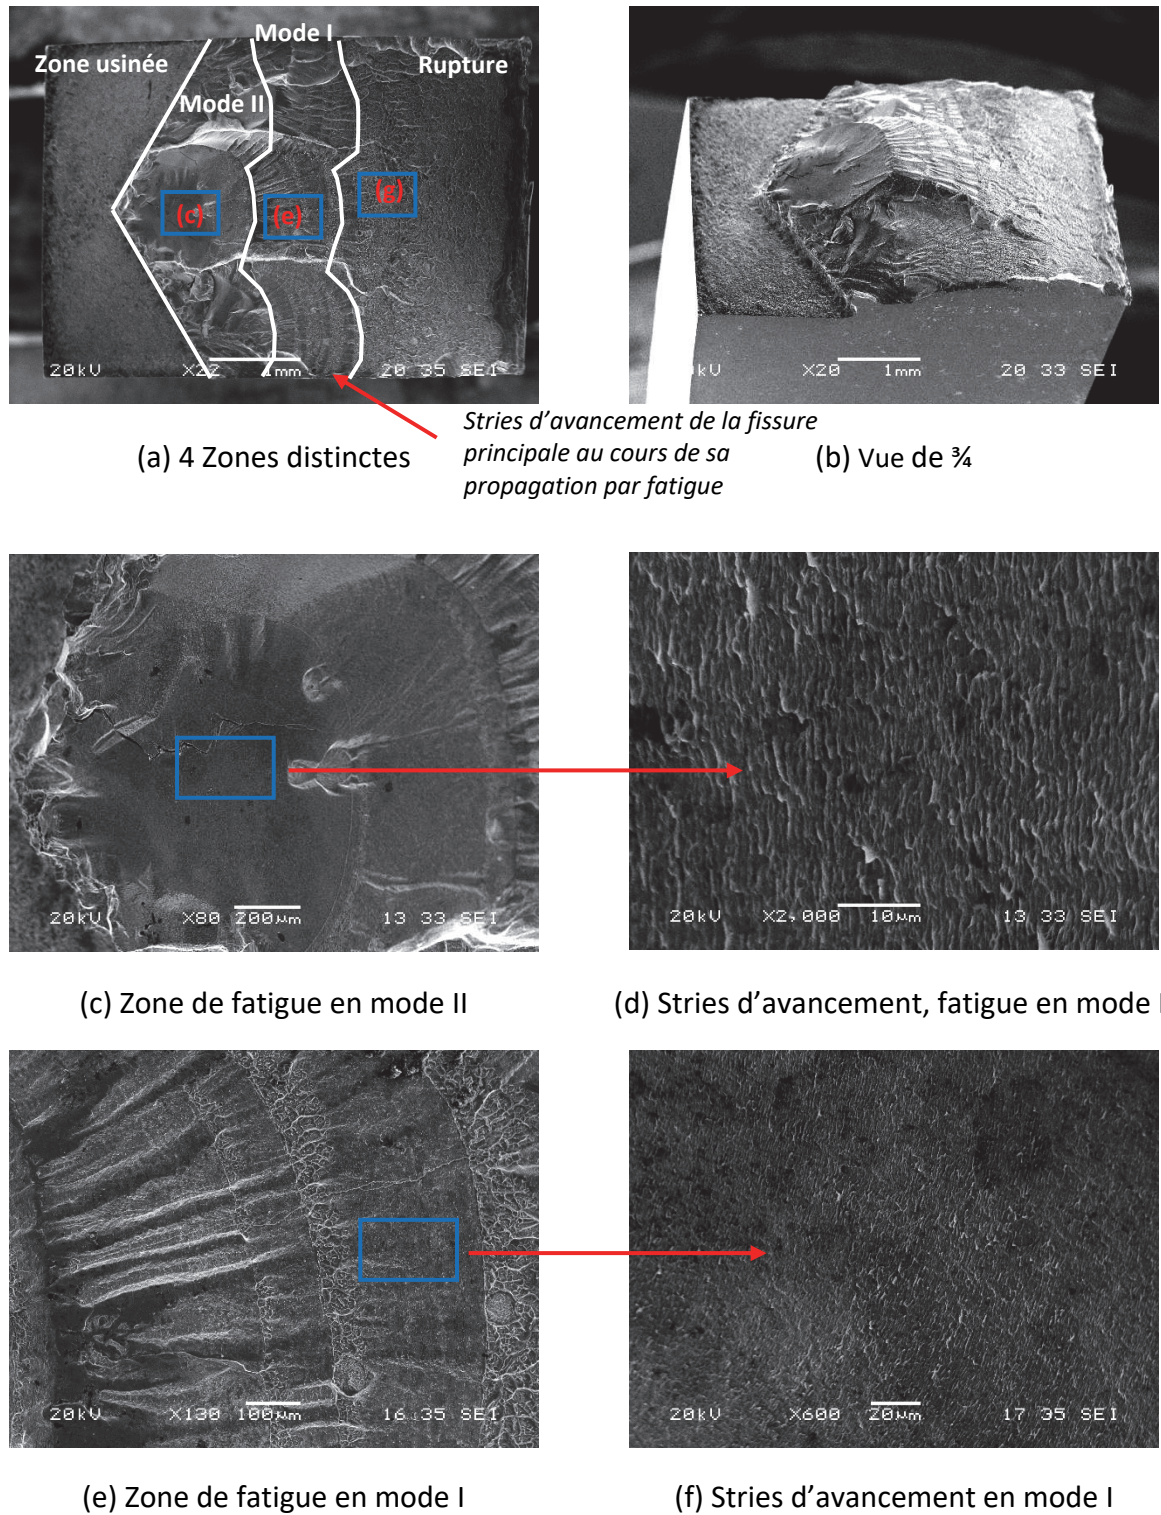 Mode I
Zone usinée
Rupture
Mode II
(c)
(e)
(g)
20kV X22 1mm 20 35 SEI
kV X20 1mm 20 33 SEI
(a) 4 Zones distinctes
Stries d’avancement de la fissure
principale au cours de sa
propagation par fatigue
(b) Vue de ¾
20kV X80 200µm 13 33 SEI
20kV X2,000 10µm 13 33 SEI
(c) Zone de fatigue en mode II
(d) Stries d’avancement, fatigue en mode I
20kV X130 100µm 16 35 SEI
20kV X600 20µm 17 35 SEI
(e) Zone de fatigue en mode I
(f) Stries d’avancement en mode I